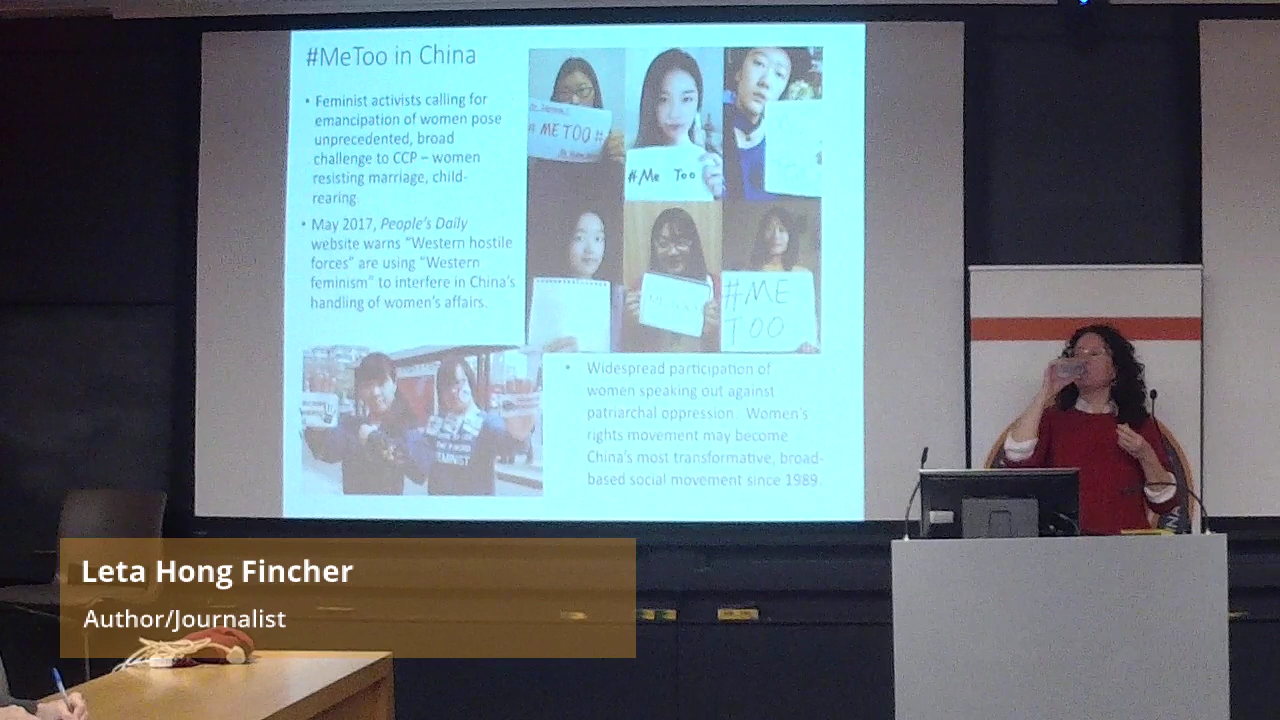 #MeToo in China
• Feminist activists calling for
emancipation of women pose
unprecedented, broad
challenge to CCP – women
resisting marriage, child-
rearing
• May 2017, People's Daily
website warns "Western hostile
forces" are using "Western
feminism" to interfere in China's
handling of women's affairs.
# METOO #
#Me Too
#ME
TOO
FEMINIST
• Widespread participation of
women speaking out against
patriarchal oppression. Women's
rights movement may become
China's most transformative, broad-
based social movement since 1989.
Leta Hong Fincher
Author/Journalist